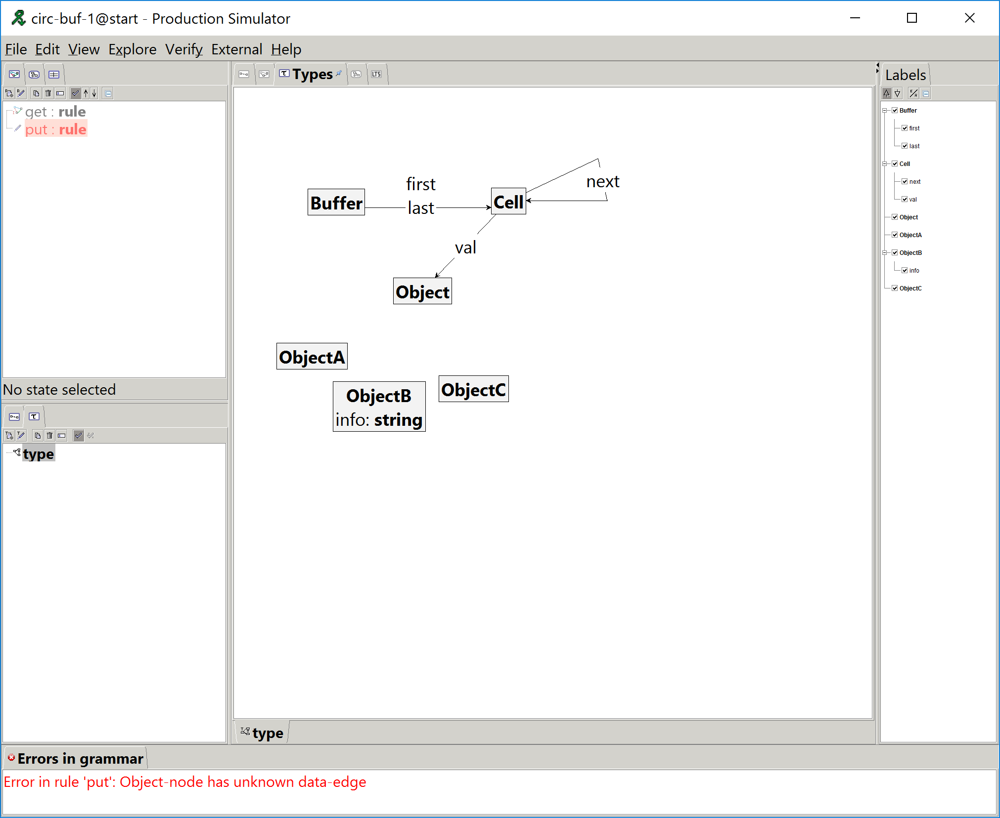 circ-buf-1@start - Production Simulator
File Edit View Explore Verify External Help
get : rule
put : rule
No state selected
τ
type
Types
LTS
first
Buffer
last
Cell
next
val
Object
ObjectA
ObjectB
info: string
ObjectC
type
Labels
Buffer
first
last
Cell
next
val
Object
ObjectA
ObjectB
info
ObjectC
Errors in grammar
Error in rule 'put': Object-node has unknown data-edge